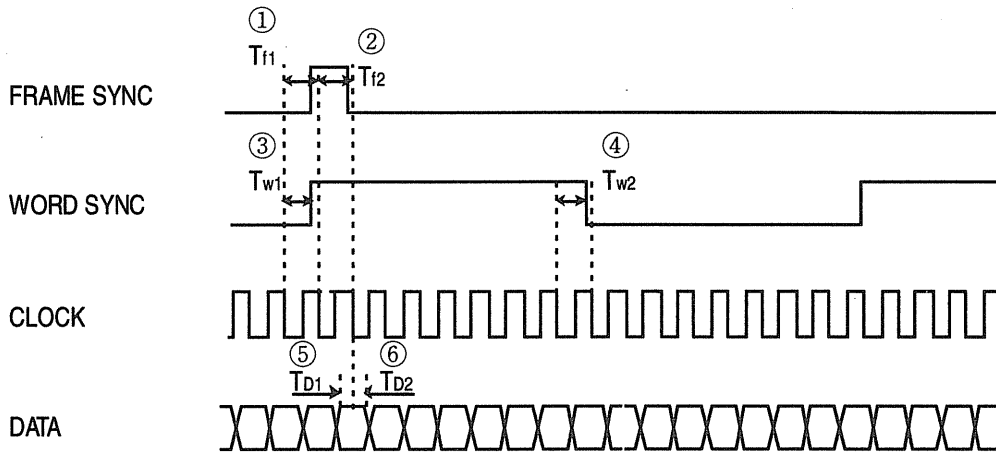 ① ②
Tf1 Tf2
FRAME SYNC
③ ④
Tw1 Tw2
WORD SYNC
CLOCK
⑤ ⑥
TD1 TD2
DATA